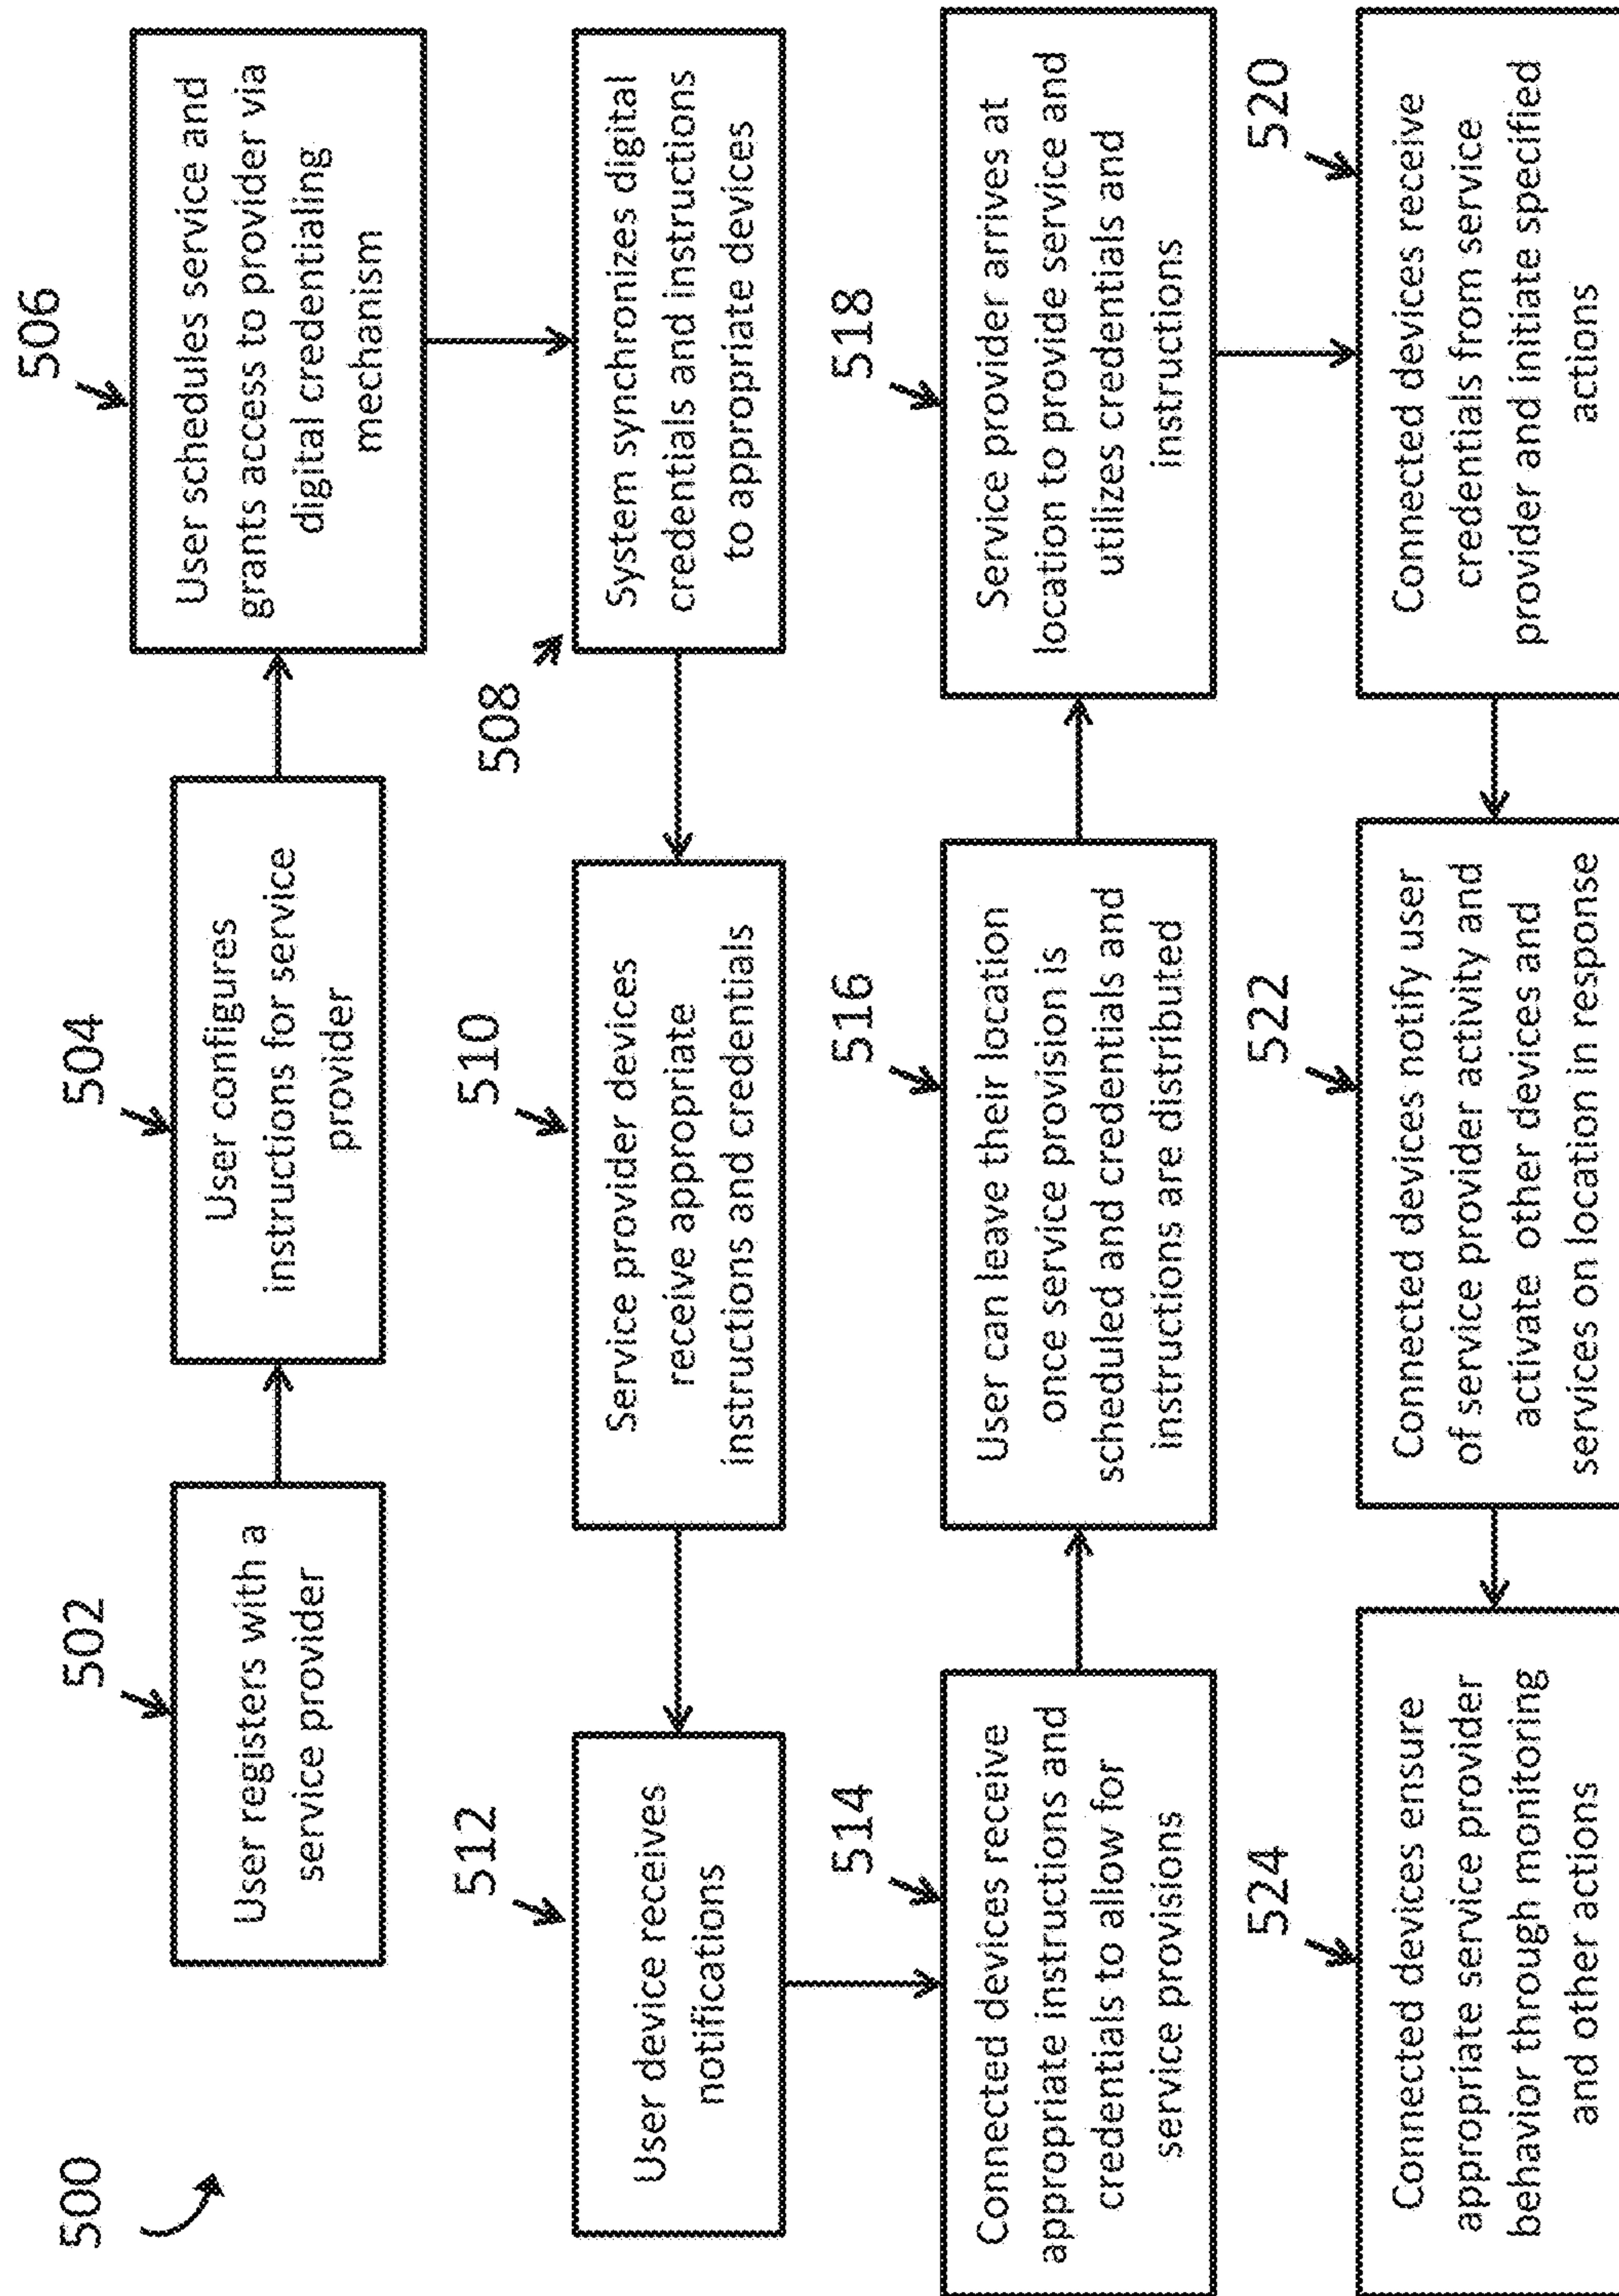 500
502
User registers with a
service provider
504
User configures
instructions for service
provider
506
User schedules service and
grants access to provider via
digital credentialing
mechanism
508
System synchronizes digital
credentials and instructions
to appropriate devices
510
Service provider devices
receive appropriate
instructions and credentials
512
User device receives
notifications
514
Connected devices receive
appropriate instructions and
credentials to allow for
service provisions
516
User can leave their location
once service provision is
scheduled and credentials and
instructions are distributed
518
Service provider arrives at
location to provide service and
utilizes credentials and
instructions
520
Connected devices receive
credentials from service
provider and initiate specified
actions
522
Connected devices notify user
of service provider activity and
activate other devices and
services on location in response
524
Connected devices ensure
appropriate service provider
behavior through monitoring
and other actions